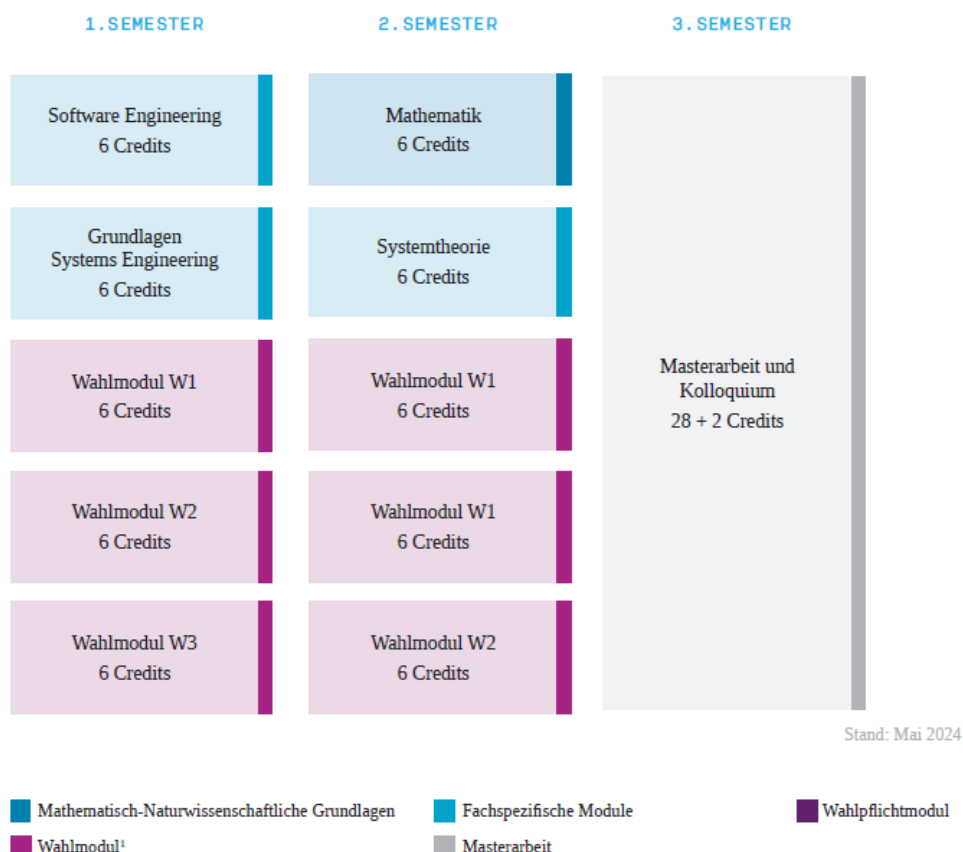 1.SEMESTER
2.SEMESTER
3.SEMESTER
Software Engineering
6 Credits
Mathematik
6 Credits
Grundlagen
Systems Engineering
6 Credits
Systemtheorie
6 Credits
Wahlmodul W1
6 Credits
Wahlmodul W1
6 Credits
Masterarbeit und
Kolloquium
28 + 2 Credits
Wahlmodul W2
6 Credits
Wahlmodul W1
6 Credits
Wahlmodul W3
6 Credits
Wahlmodul W2
6 Credits
Stand: Mai 2024
Mathematisch-Naturwissenschaftliche Grundlagen
Fachspezifische Module
Wahlpflichtmodul
Wahlmodul¹
Masterarbeit